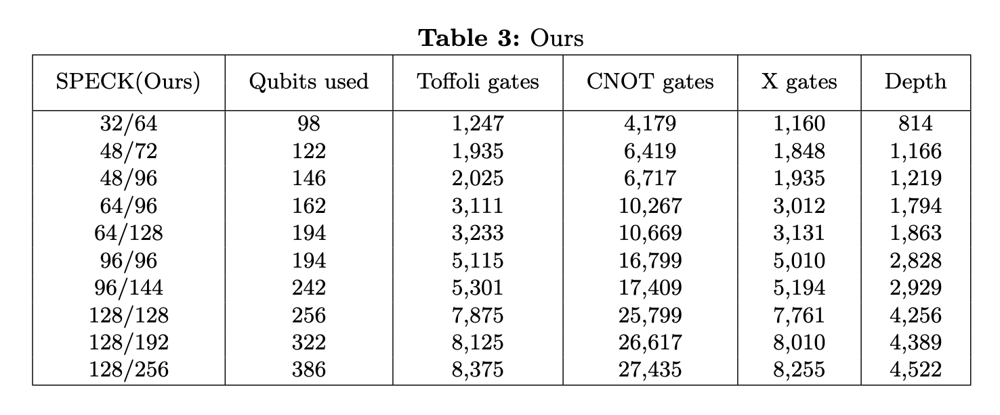 Table 3: Ours
SPECK(Ours) Qubits used Toffoli gates CNOT gates X gates Depth
32/64 98 1,247 4,179 1,160 814
48/72 122 1,935 6,419 1,848 1,166
48/96 146 2,025 6,717 1,935 1,219
64/96 162 3,111 10,267 3,012 1,794
64/128 194 3,233 10,669 3,131 1,863
96/96 194 5,115 16,799 5,010 2,828
96/144 242 5,301 17,409 5,194 2,929
128/128 256 7,875 25,799 7,761 4,256
128/192 322 8,125 26,617 8,010 4,389
128/256 386 8,375 27,435 8,255 4,522